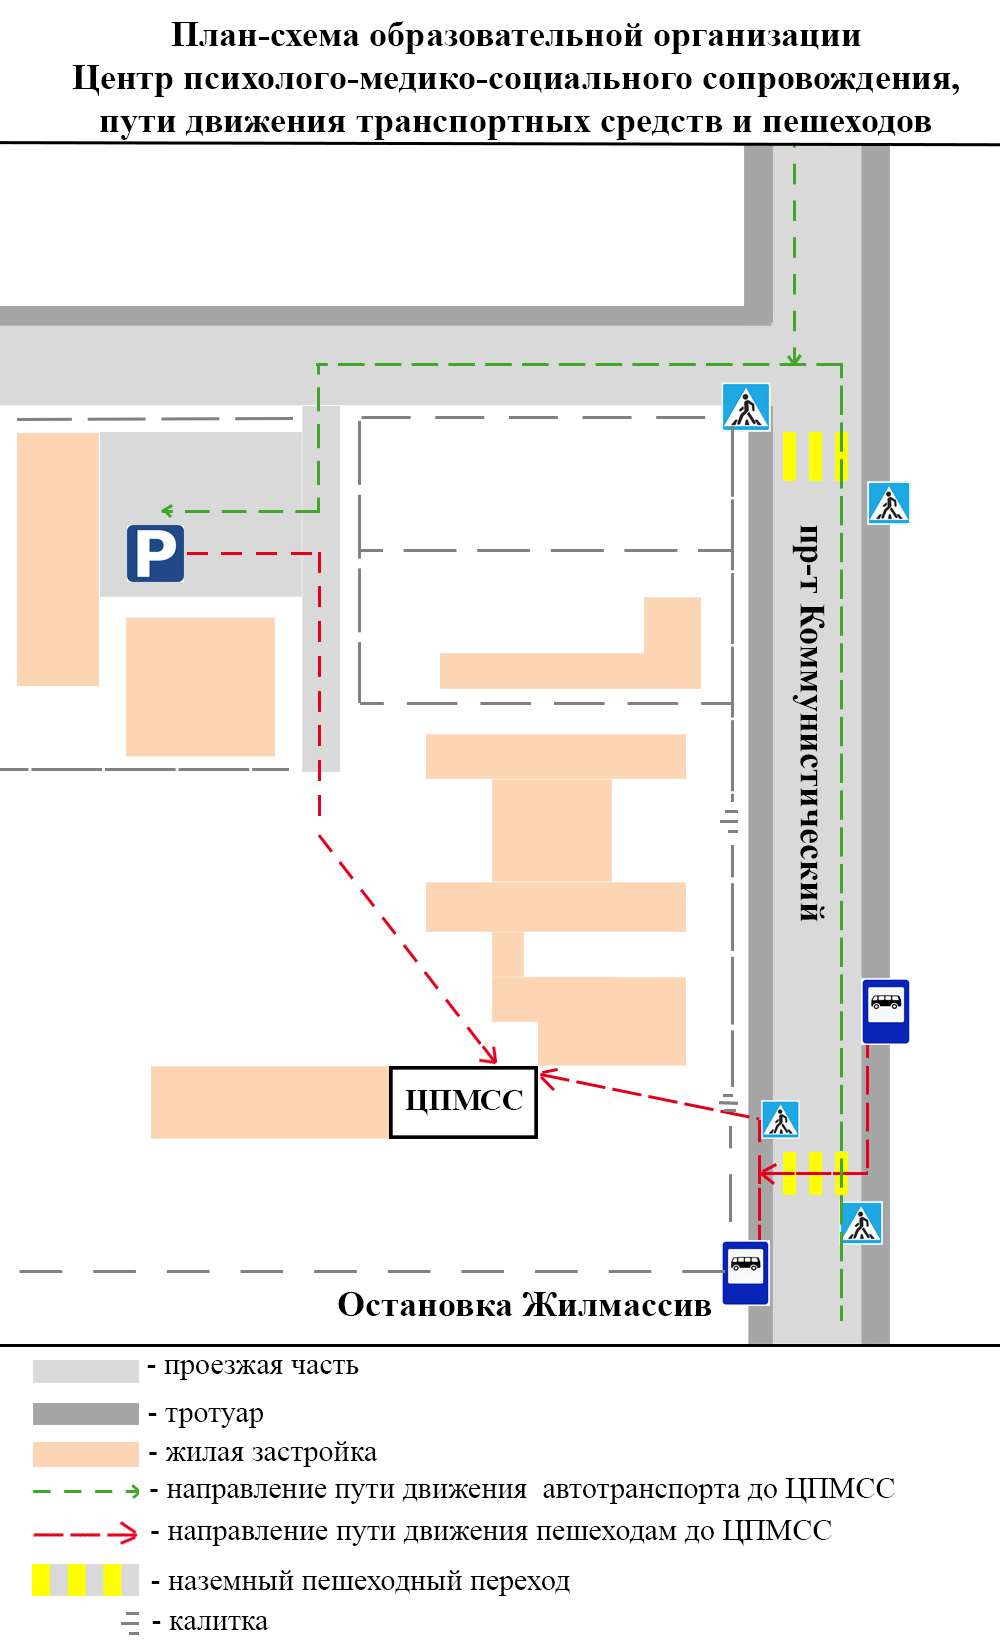 План-схема образовательной организации
Центр психолого-медико-социального сопровождения,
пути движения транспортных средств и пешеходов
P
пр-т Коммунистический
ЦПМСС
Остановка Жилмассив
- проезжая часть
- тротуар
- жилая застройка
- направление пути движения автотранспорта до ЦПМСС
- направление пути движения пешеходам до ЦПМСС
- наземный пешеходный переход
- калитка